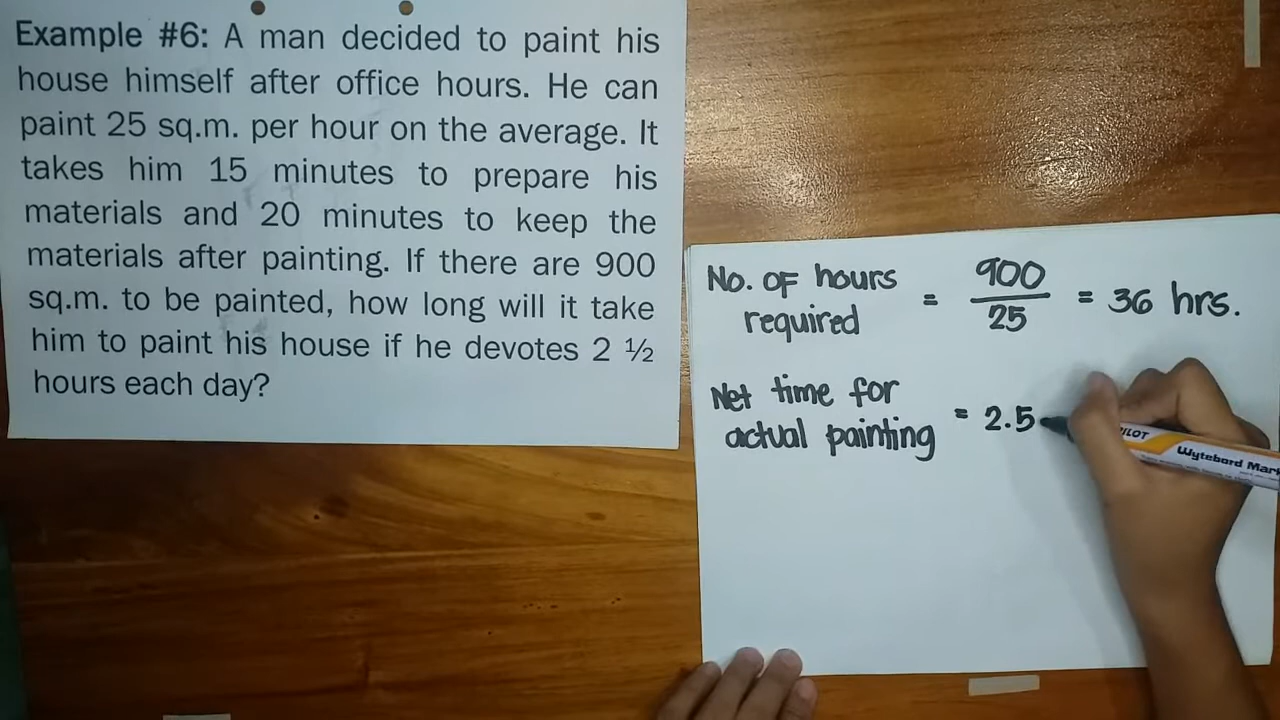 Example #6: A man decided to paint his
house himself after office hours. He can
paint 25 sq.m. per hour on the average. It
takes him 15 minutes to prepare his
materials and 20 minutes to keep the
materials after painting. If there are 900
sq.m. to be painted, how long will it take
him to paint his house if he devotes 2 ½
hours each day?
No. of hours
required = 900/25 = 36 hrs.
Net time for
actual painting = 2.5
PILOT
Wytebord Mark